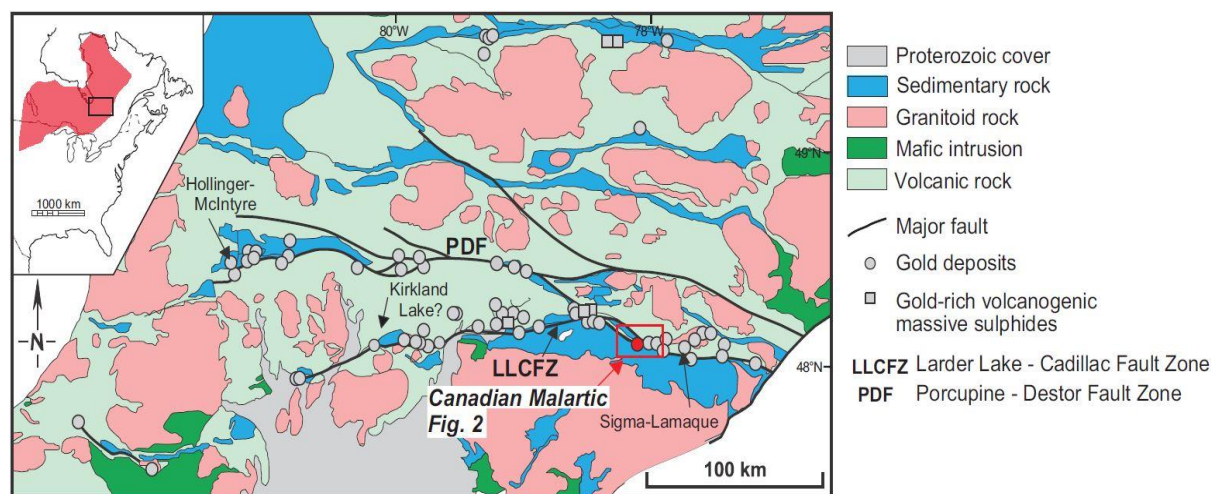 80°W
78°W
1000 km
Hollinger-
McIntyre
PDF
49°N
Kirkland
Lake?
-N-
LLCFZ
48°N
Canadian Malartic
Fig. 2
Sigma-Lamaque
100 km
Proterozoic cover
Sedimentary rock
Granitoid rock
Mafic intrusion
Volcanic rock
Major fault
Gold deposits
Gold-rich volcanogenic
massive sulphides
LLCFZ Larder Lake - Cadillac Fault Zone
PDF Porcupine - Destor Fault Zone